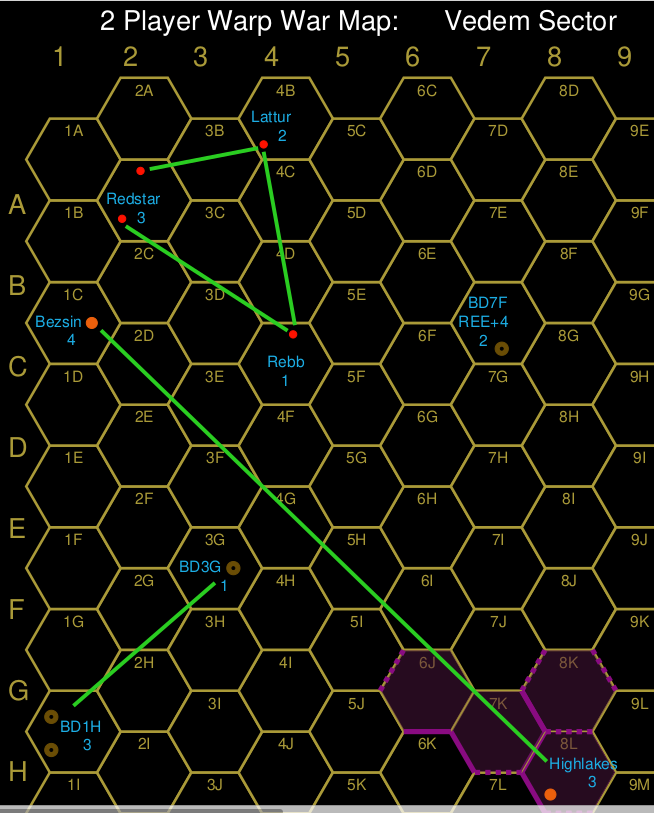 2 Player Warp War Map: Vedem Sector
1 2 3 4 5 6 7 8 9
2A 4B 6C 8D
1A 3B Lattur 5C 7D 9E
2
4C 6D 8E
A Redstar
3
1B 3C 5D 7E 9F
2C 4D 6E 8F
B
1C 3D 5E BD7F 9G
Bezsin REE+4
4 2D 6F 2 8G
C Rebb
1
1D 3E 5F 7G 9H
2E 4F 6G 8H
D
1E 3F 5G 7H 9I
2F 4G 6H 8I
E
1F 3G 5H 7I 9J
BD3G
1
2G 4H 6I 8J
F
1G 3H 5I 7J 9K
2H 4I 6J 8K
G
3I 5J 7K 9L
BD1H
3
2I 4J 6K 8L
H Highlakes
3
1I 3J 5K 7L 9M